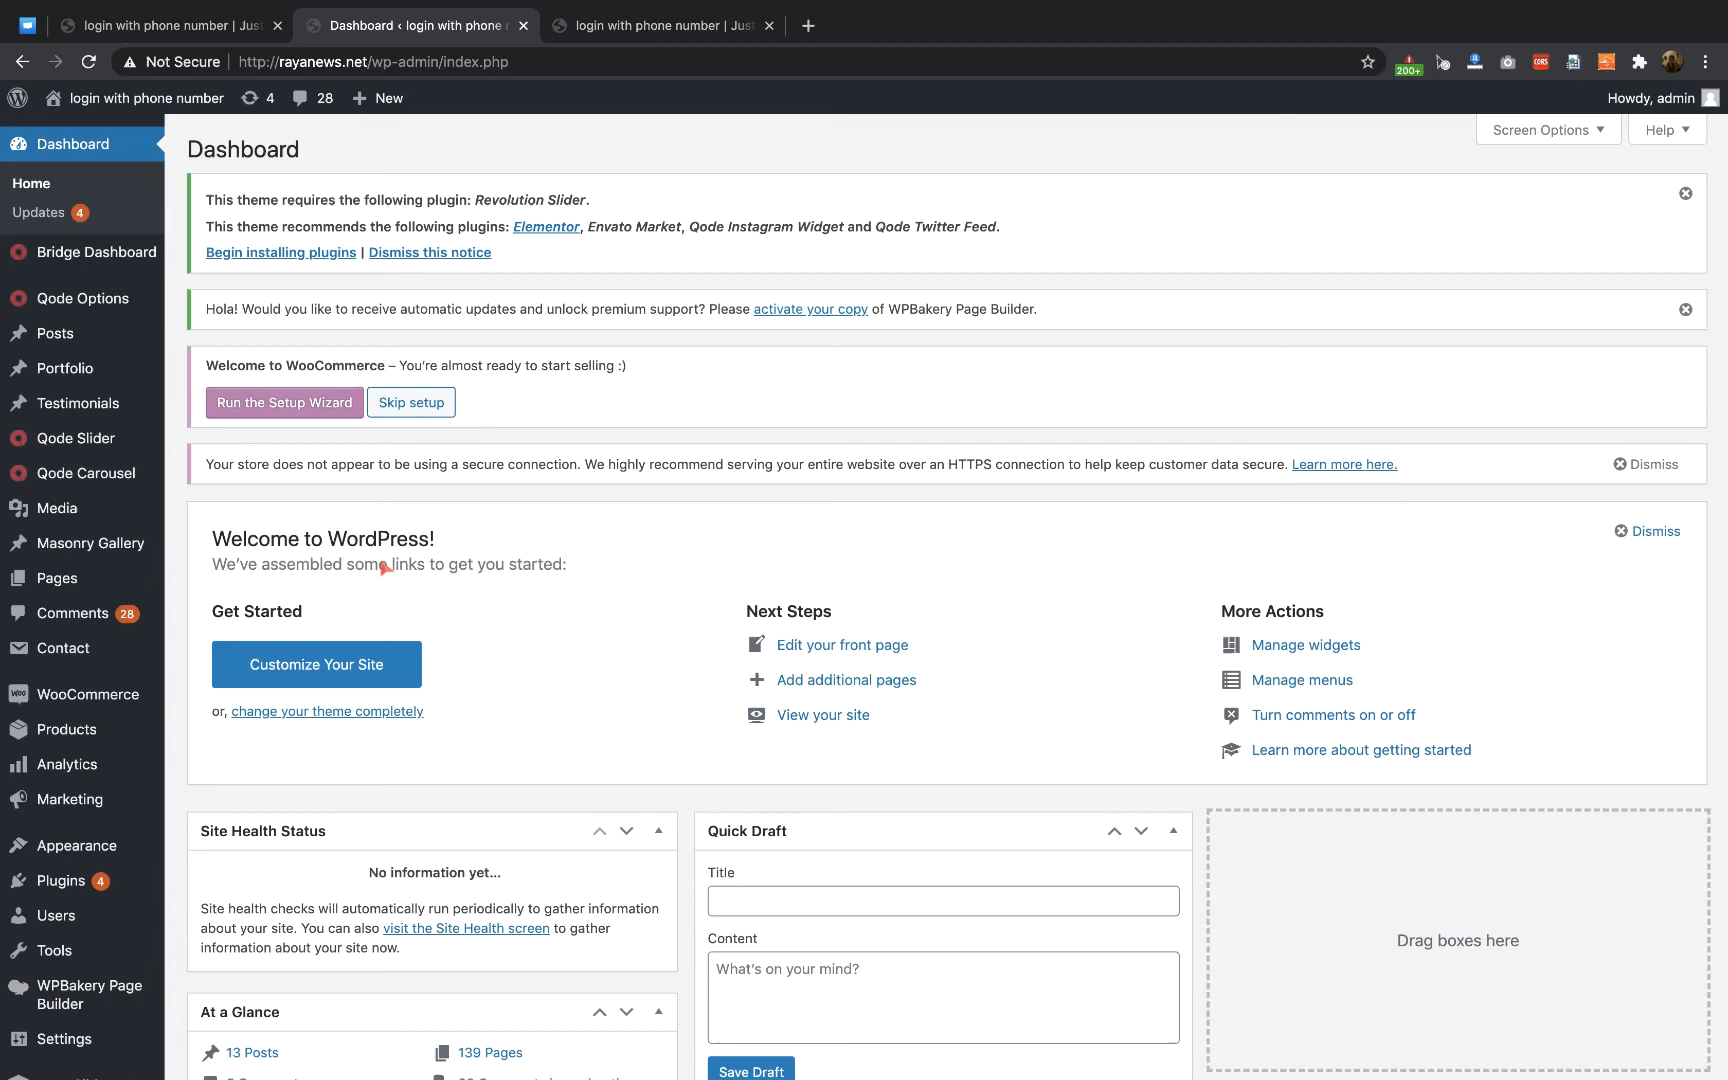 login with phone number | Just
Dashboard ‹ login with phone n
login with phone number | Just
Not Secure
http://rayanews.net/wp-admin/index.php
200+
CORS
login with phone number
4
28
New
Howdy, admin
Screen Options
Help
Dashboard
Home
Updates 4
Bridge Dashboard
Qode Options
Posts
Portfolio
Testimonials
Qode Slider
Qode Carousel
Media
Masonry Gallery
Pages
Comments 28
Contact
WooCommerce
Products
Analytics
Marketing
Appearance
Plugins 4
Users
Tools
WPBakery Page
Builder
Settings
Dashboard
This theme requires the following plugin: Revolution Slider.
This theme recommends the following plugins: Elementor, Envato Market, Qode Instagram Widget and Qode Twitter Feed.
Begin installing plugins | Dismiss this notice
Hola! Would you like to receive automatic updates and unlock premium support? Please activate your copy of WPBakery Page Builder.
Welcome to WooCommerce – You're almost ready to start selling :)
Run the Setup Wizard
Skip setup
Your store does not appear to be using a secure connection. We highly recommend serving your entire website over an HTTPS connection to help keep customer data secure. Learn more here.
Dismiss
Welcome to WordPress!
Dismiss
We've assembled some links to get you started:
Get Started
Customize Your Site
or, change your theme completely
Next Steps
Edit your front page
Add additional pages
View your site
More Actions
Manage widgets
Manage menus
Turn comments on or off
Learn more about getting started
Site Health Status
No information yet...
Site health checks will automatically run periodically to gather information
about your site. You can also visit the Site Health screen to gather
information about your site now.
At a Glance
13 Posts
139 Pages
Quick Draft
Title
Content
What's on your mind?
Save Draft
Drag boxes here